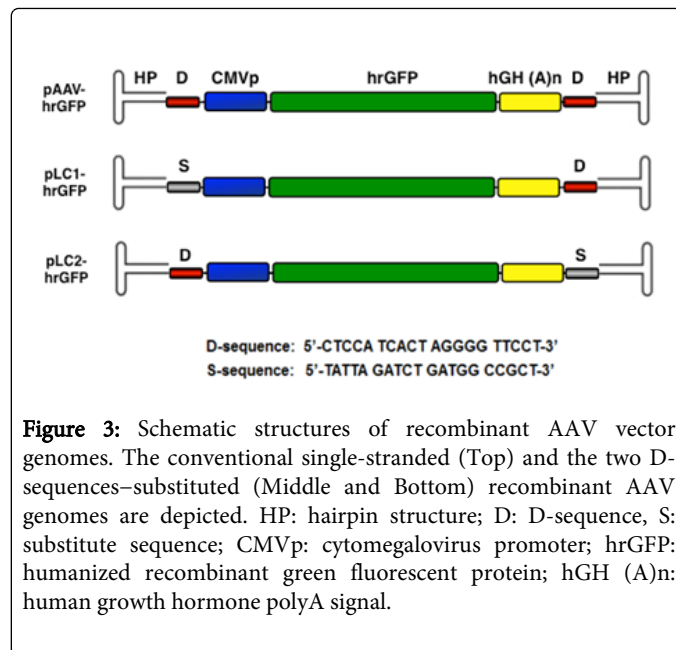 HP D CMVp hrGFP hGH (A)n D HP
pAAV-
hrGFP
S D
pLC1-
hrGFP
D S
pLC2-
hrGFP
D-sequence: 5'-CTCCA TCACT AGGGG TTCCT-3'
S-sequence: 5'-TATTA GATCT GATGG CCGCT-3'
Figure 3: Schematic structures of recombinant AAV vector
genomes. The conventional single-stranded (Top) and the two D-
sequences–substituted (Middle and Bottom) recombinant AAV
genomes are depicted. HP: hairpin structure; D: D-sequence, S:
substitute sequence; CMVp: cytomegalovirus promoter; hrGFP:
humanized recombinant green fluorescent protein; hGH (A)n:
human growth hormone polyA signal.